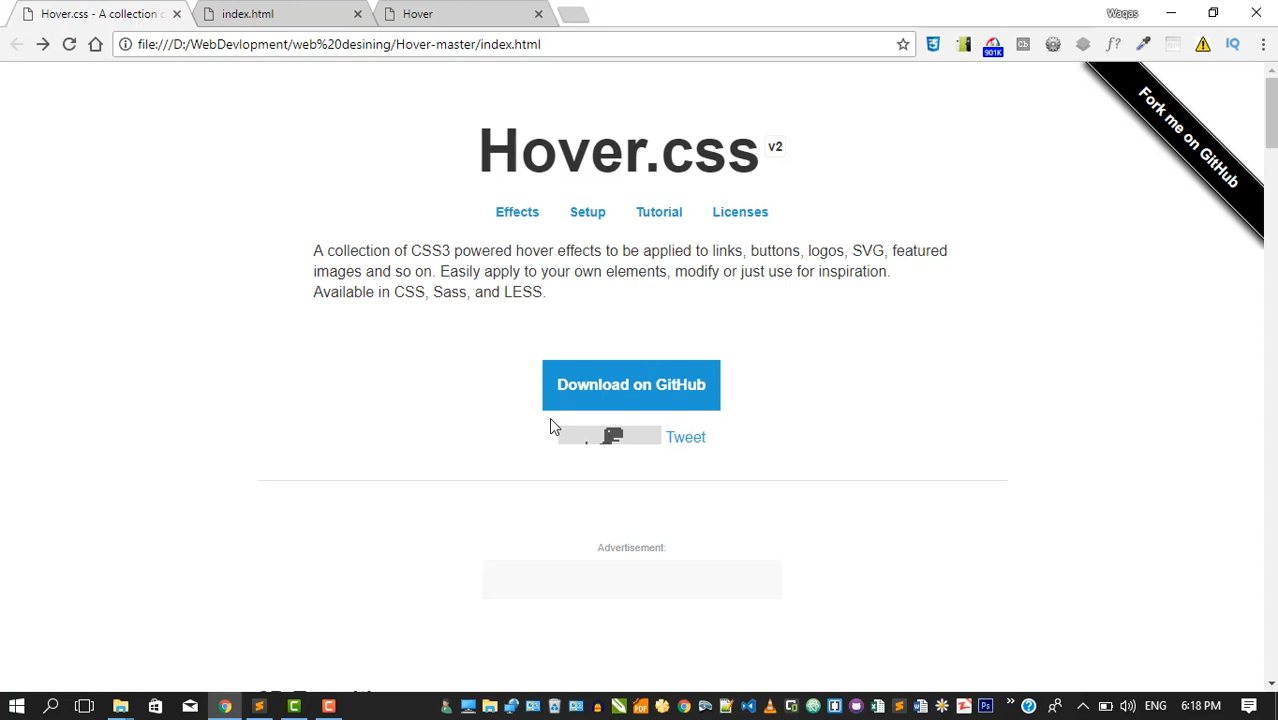 Hover.css - A collection c
index.html
Hover
Waqas
file:///D:/WebDevlopment/web%20desining/Hover-master/index.html
901K
f?
IQ
Fork me on GitHub
Hover.css v2
Effects Setup Tutorial Licenses
A collection of CSS3 powered hover effects to be applied to links, buttons, logos, SVG, featured
images and so on. Easily apply to your own elements, modify or just use for inspiration.
Available in CSS, Sass, and LESS.
Download on GitHub
Tweet
Advertisement:
ENG 6:18 PM